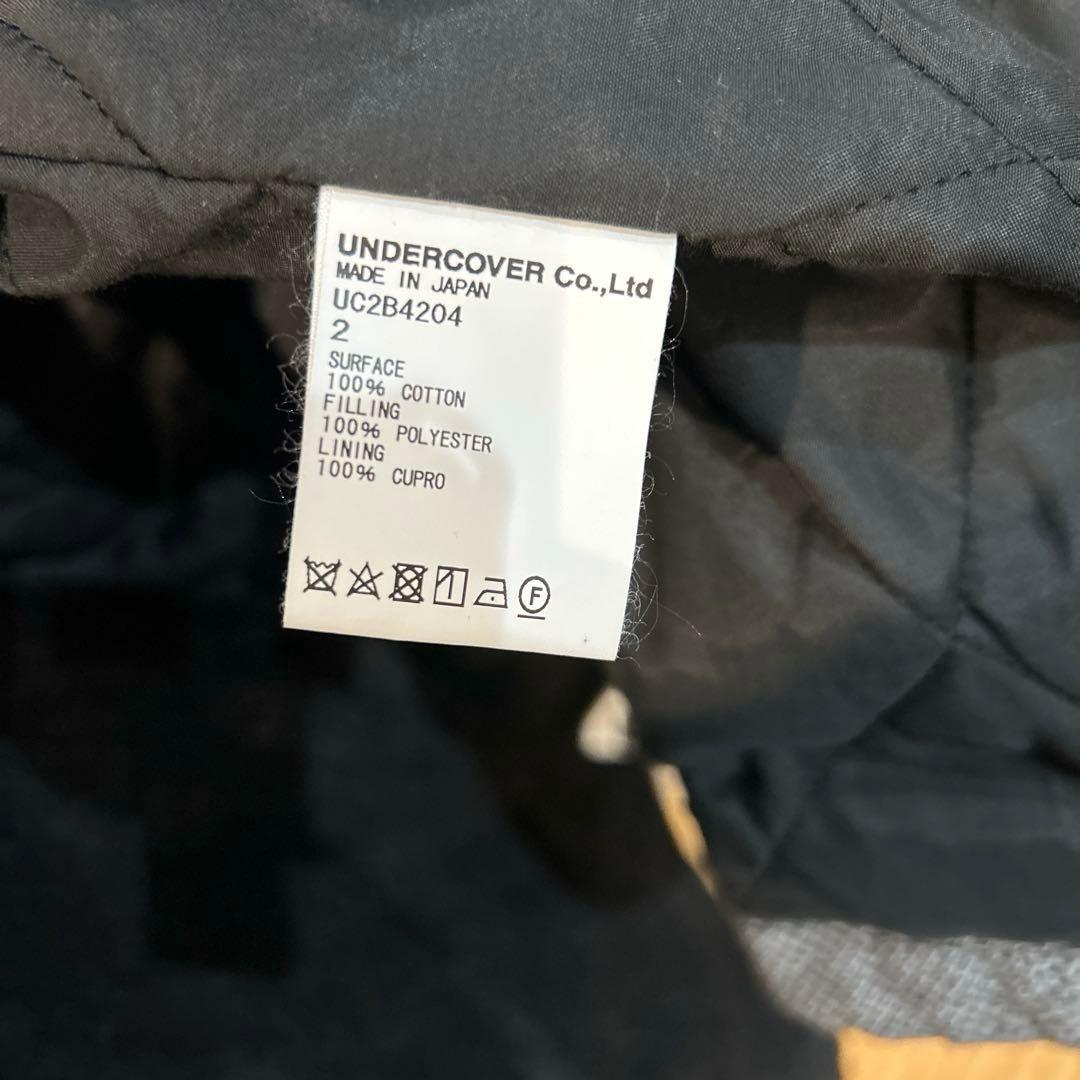 UNDERCOVER Co.,Ltd
MADE IN JAPAN
UC2B4204
2
SURFACE
100% COTTON
FILLING
100% POLYESTER
LINING
100% CUPRO
F